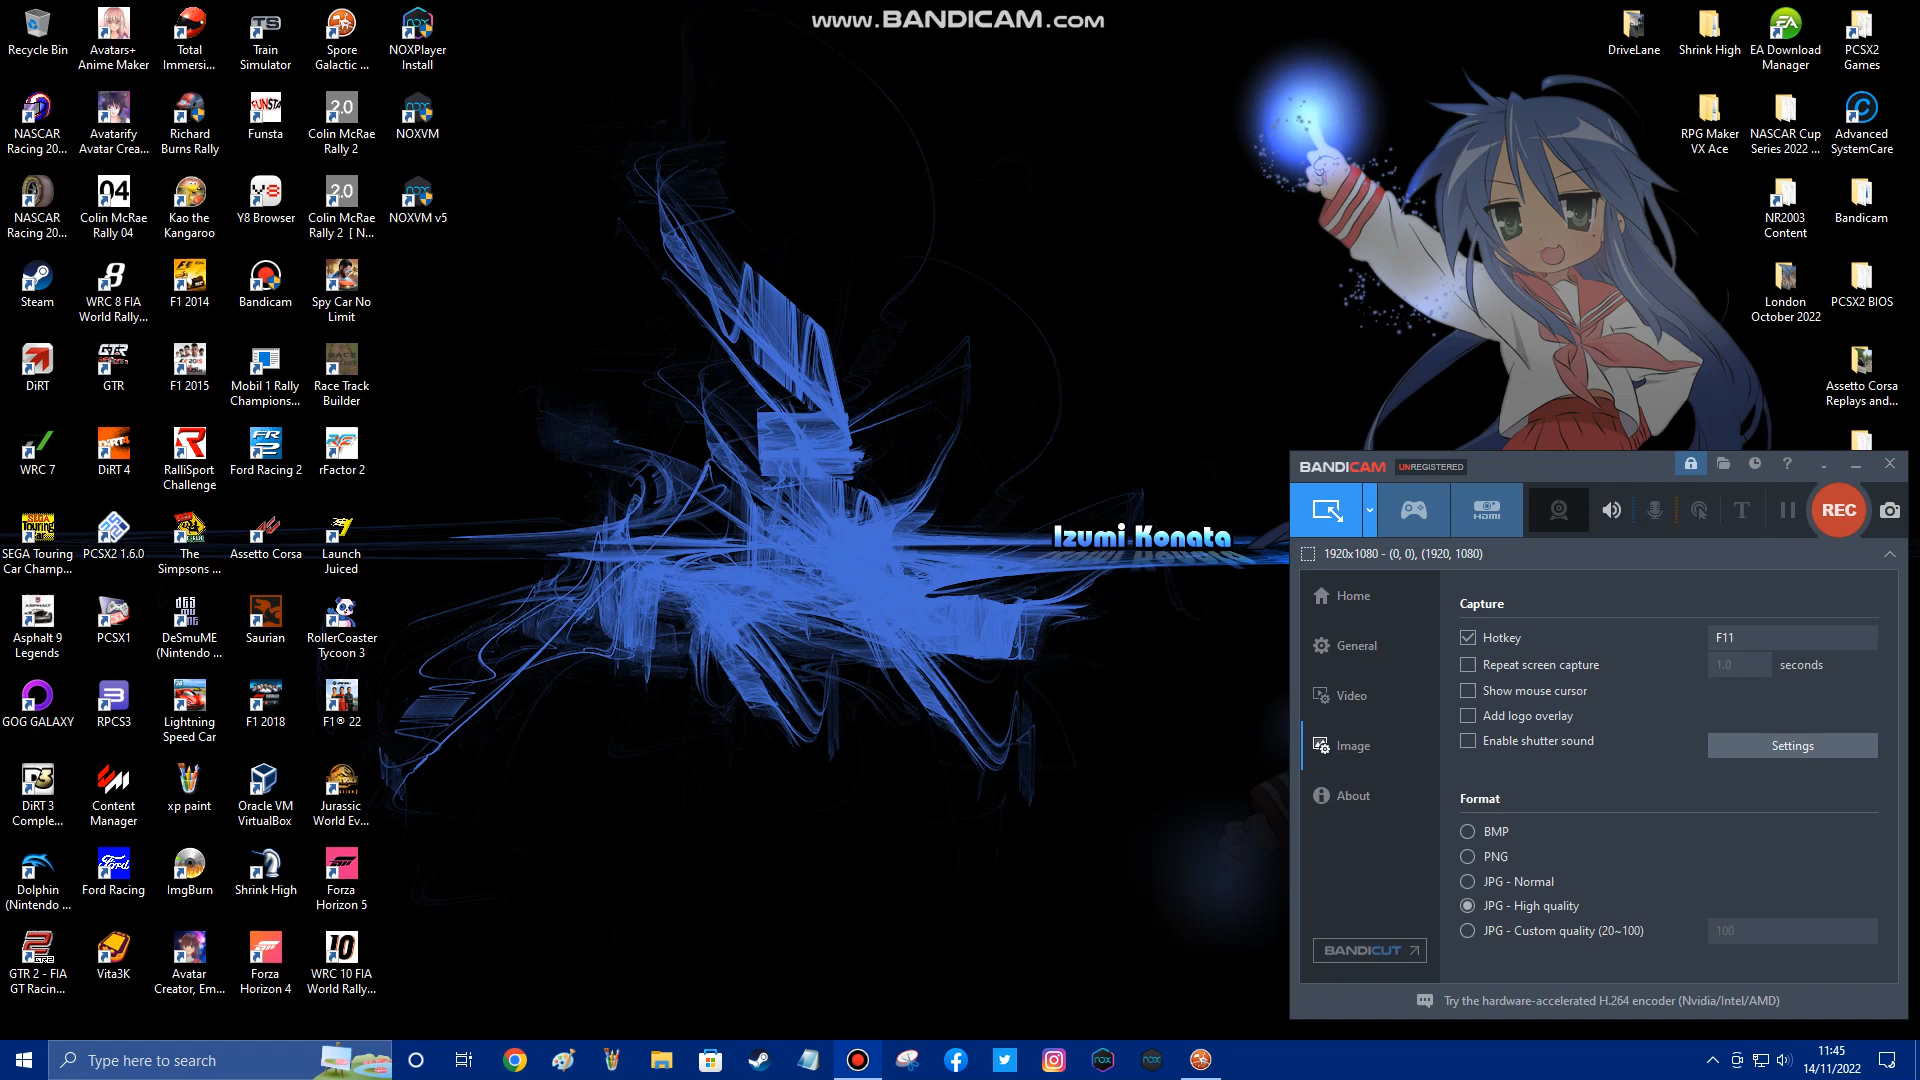 www.BANDICAM.com
Recycle Bin
Avatars+
Anime Maker
Total
Immersi...
Train
Simulator
Spore
Galactic ...
NOXPlayer
Install
NASCAR
Racing 20...
Avatarify
Avatar Crea...
Richard
Burns Rally
Funsta
Colin McRae
Rally 2
NOXVM
NASCAR
Racing 20...
Colin McRae
Rally 04
Kao the
Kangaroo
Y8 Browser
Colin McRae
Rally 2 [ N...
NOXVM v5
Steam
WRC 8 FIA
World Rally...
F1 2014
Bandicam
Spy Car No
Limit
DiRT
GTR
F1 2015
Mobil 1 Rally
Champions...
Race Track
Builder
WRC 7
DiRT 4
RalliSport
Challenge
Ford Racing 2
rFactor 2
SEGA Touring
Car Champ...
PCSX2 1.6.0
The
Simpsons ...
Assetto Corsa
Launch
Juiced
Asphalt 9
Legends
PCSX1
DeSmuME
(Nintendo ...
Saurian
RollerCoaster
Tycoon 3
GOG GALAXY
RPCS3
Lightning
Speed Car
F1 2018
F1® 22
DiRT 3
Comple...
Content
Manager
xp paint
Oracle VM
VirtualBox
Jurassic
World Ev...
Dolphin
(Nintendo ...
Ford Racing
ImgBurn
Shrink High
Forza
Horizon 5
GTR 2 - FIA
GT Racin...
Vita3K
Avatar
Creator, Em...
Forza
Horizon 4
WRC 10 FIA
World Rally...
DriveLane
Shrink High
EA Download
Manager
PCSX2
Games
RPG Maker
VX Ace
NASCAR Cup
Series 2022 ...
Advanced
SystemCare
NR2003
Content
Bandicam
London
October 2022
PCSX2 BIOS
Assetto Corsa
Replays and...
Izumi Konata
BANDICAM UNREGISTERED
HDMI
REC
1920x1080 - (0, 0), (1920, 1080)
Home
General
Video
Image
About
BANDICUT
Capture
Hotkey
F11
Repeat screen capture
1.0 seconds
Show mouse cursor
Add logo overlay
Enable shutter sound
Settings
Format
BMP
PNG
JPG - Normal
JPG - High quality
JPG - Custom quality (20~100)
100
Try the hardware-accelerated H.264 encoder (Nvidia/Intel/AMD)
Type here to search
11:45
14/11/2022